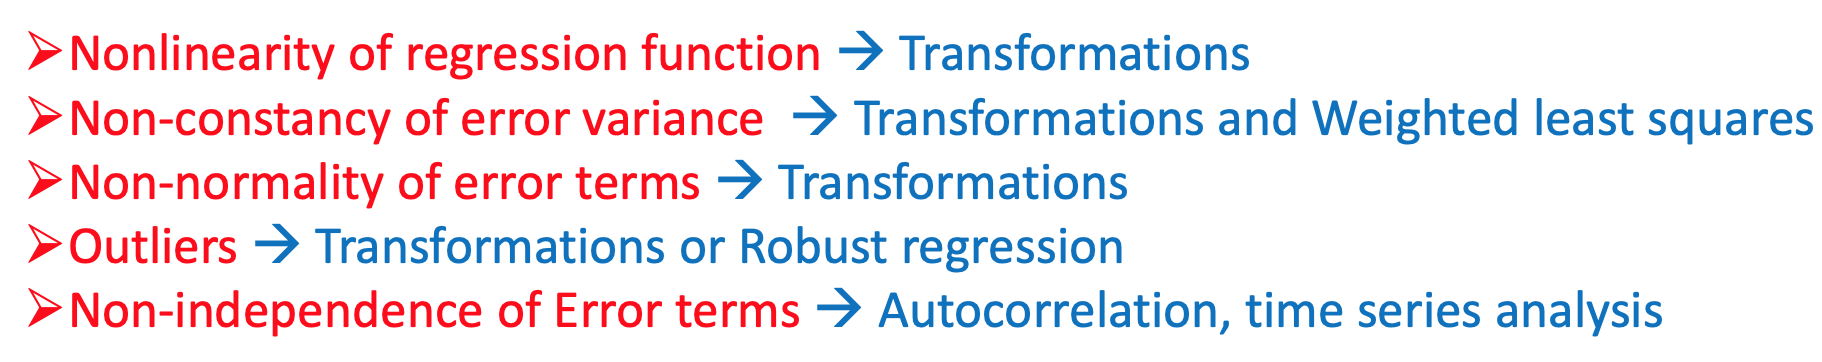 ➢Nonlinearity of regression function → Transformations
➢Non-constancy of error variance → Transformations and Weighted least squares
➢Non-normality of error terms → Transformations
➢Outliers → Transformations or Robust regression
➢Non-independence of Error terms → Autocorrelation, time series analysis